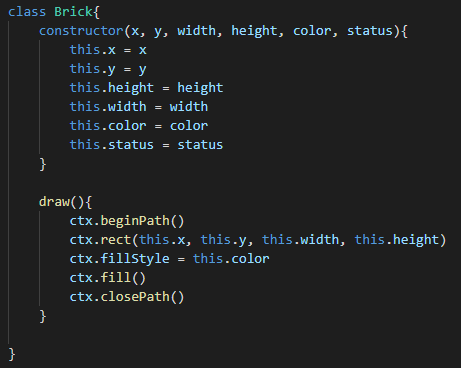 class Brick{
    constructor(x, y, width, height, color, status){
        this.x = x
        this.y = y
        this.height = height
        this.width = width
        this.color = color
        this.status = status
    }

    draw(){
        ctx.beginPath()
        ctx.rect(this.x, this.y, this.width, this.height)
        ctx.fillStyle = this.color
        ctx.fill()
        ctx.closePath()
    }

}